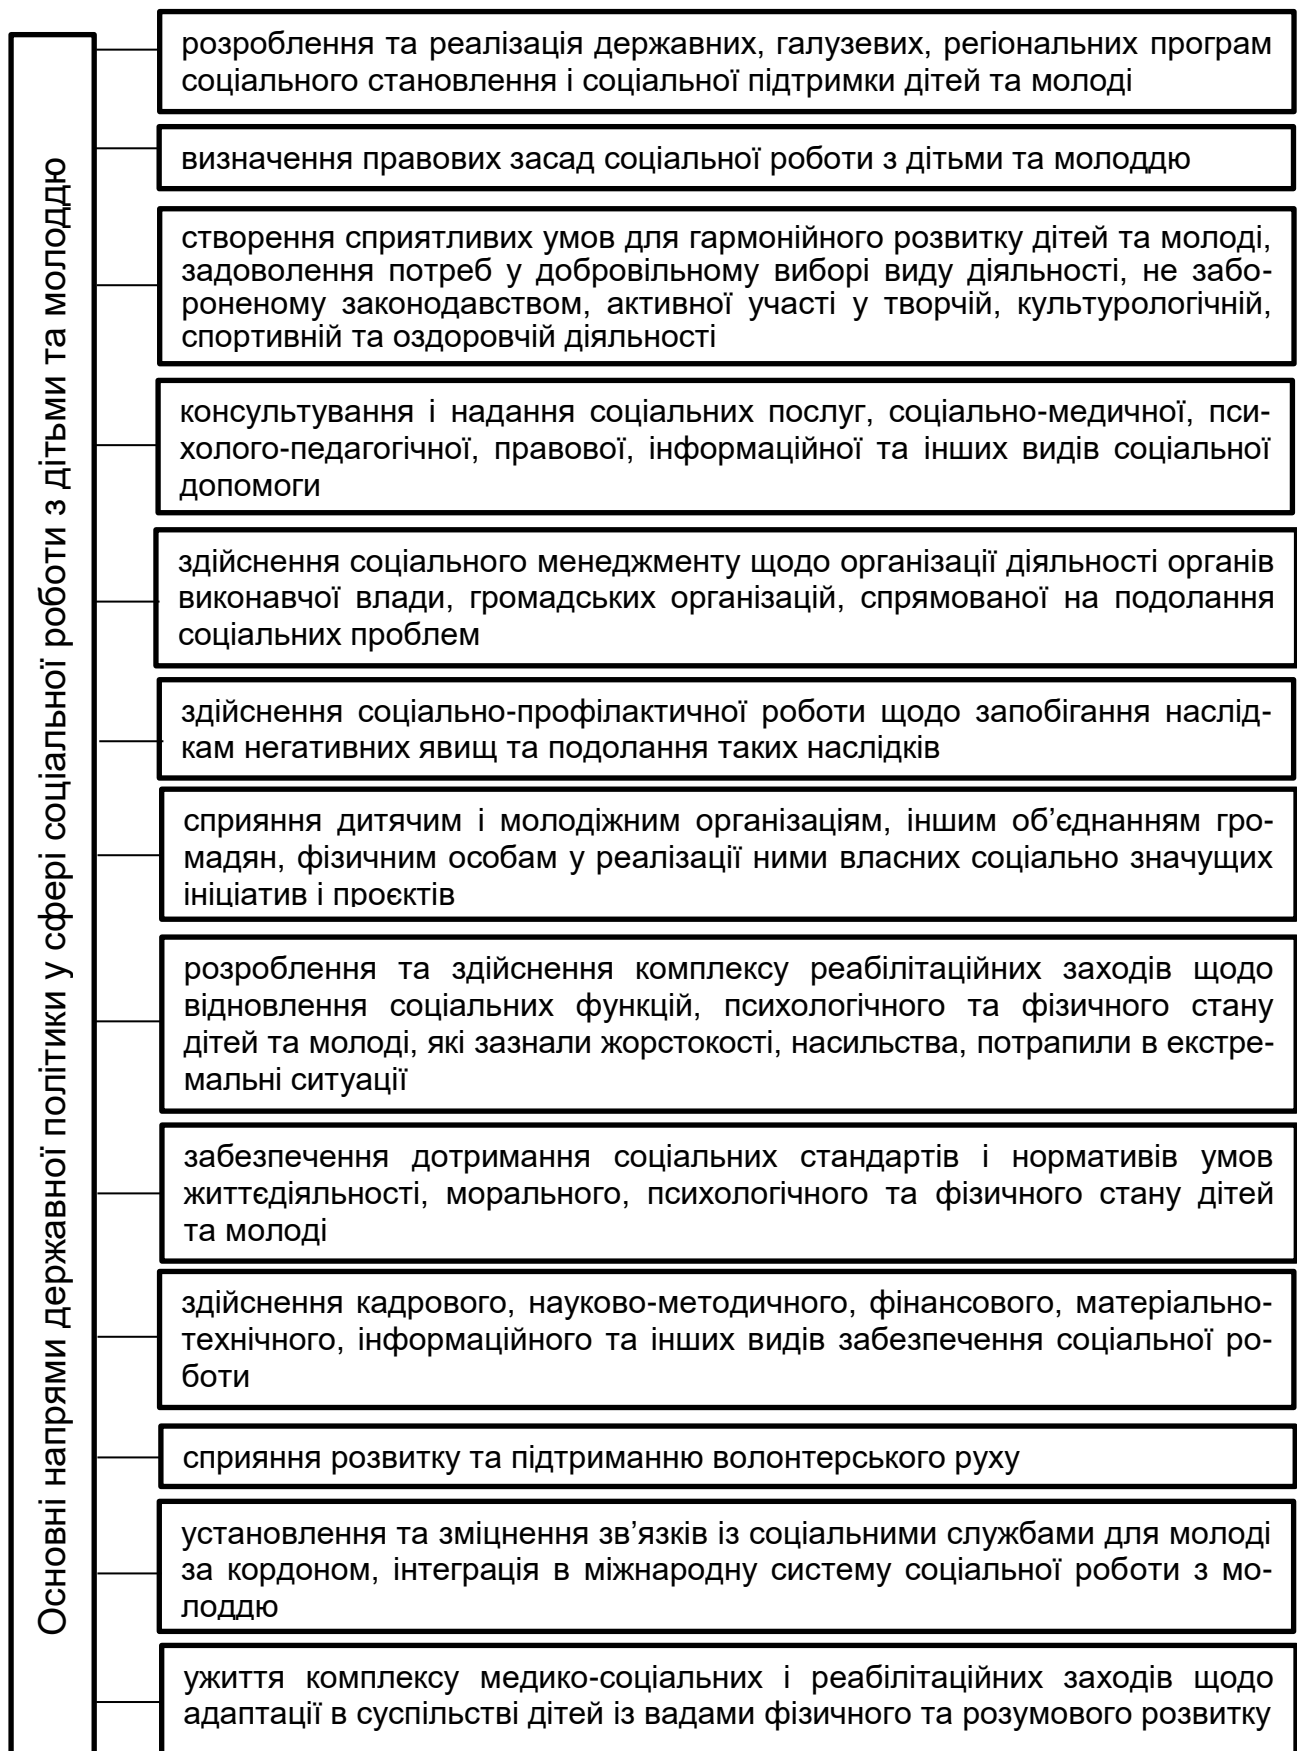 Основні напрями державної політики у сфері соціальної роботи з дітьми та молоддю
розроблення та реалізація державних, галузевих, регіональних програм
соціального становлення і соціальної підтримки дітей та молоді
визначення правових засад соціальної роботи з дітьми та молоддю
створення сприятливих умов для гармонійного розвитку дітей та молоді,
задоволення потреб у добровільному виборі виду діяльності, не забо-
роненому законодавством, активної участі у творчій, культурологічній,
спортивній та оздоровчій діяльності
консультування і надання соціальних послуг, соціально-медичної, пси-
холого-педагогічної, правової, інформаційної та інших видів соціальної
допомоги
здійснення соціального менеджменту щодо організації діяльності органів
виконавчої влади, громадських організацій, спрямованої на подолання
соціальних проблем
здійснення соціально-профілактичної роботи щодо запобігання наслід-
кам негативних явищ та подолання таких наслідків
сприяння дитячим і молодіжним організаціям, іншим об’єднанням гро-
мадян, фізичним особам у реалізації ними власних соціально значущих
ініціатив і проєктів
розроблення та здійснення комплексу реабілітаційних заходів щодо
відновлення соціальних функцій, психологічного та фізичного стану
дітей та молоді, які зазнали жорстокості, насильства, потрапили в екстре-
мальні ситуації
забезпечення дотримання соціальних стандартів і нормативів умов
життєдіяльності, морального, психологічного та фізичного стану дітей
та молоді
здійснення кадрового, науково-методичного, фінансового, матеріально-
технічного, інформаційного та інших видів забезпечення соціальної ро-
боти
сприяння розвитку та підтриманню волонтерського руху
установлення та зміцнення зв’язків із соціальними службами для молоді
за кордоном, інтеграція в міжнародну систему соціальної роботи з мо-
лоддю
ужиття комплексу медико-соціальних і реабілітаційних заходів щодо
адаптації в суспільстві дітей із вадами фізичного та розумового розвитку